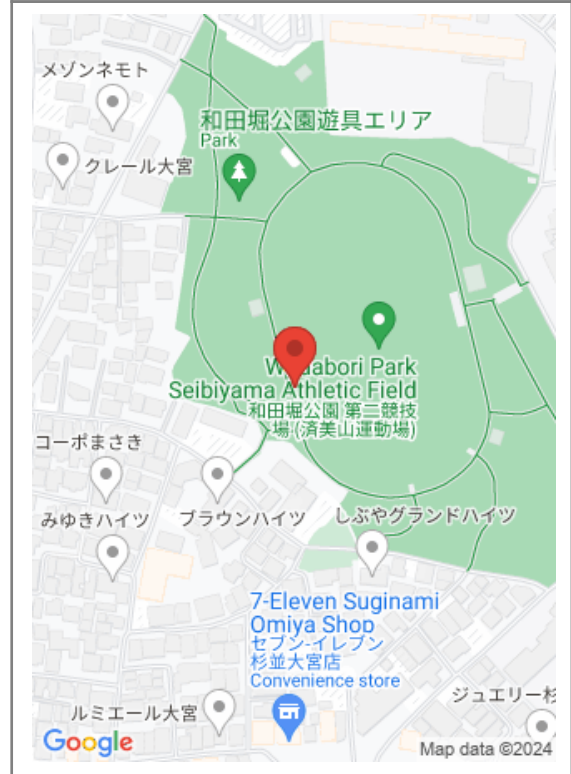 メゾンネモト
クレール大宮
和田堀公園遊具エリア
Park
Wadabori Park
Seibiyama Athletic Field
和田堀公園 第二競技
場 (済美山運動場)
コーポまさき
みゆきハイツ
ブラウンハイツ
しぶやグランドハイツ
7-Eleven Suginami
Omiya Shop
セブン-イレブン
杉並大宮店
Convenience store
ルミエール大宮
ジュエリー杉
Google
Map data ©2024